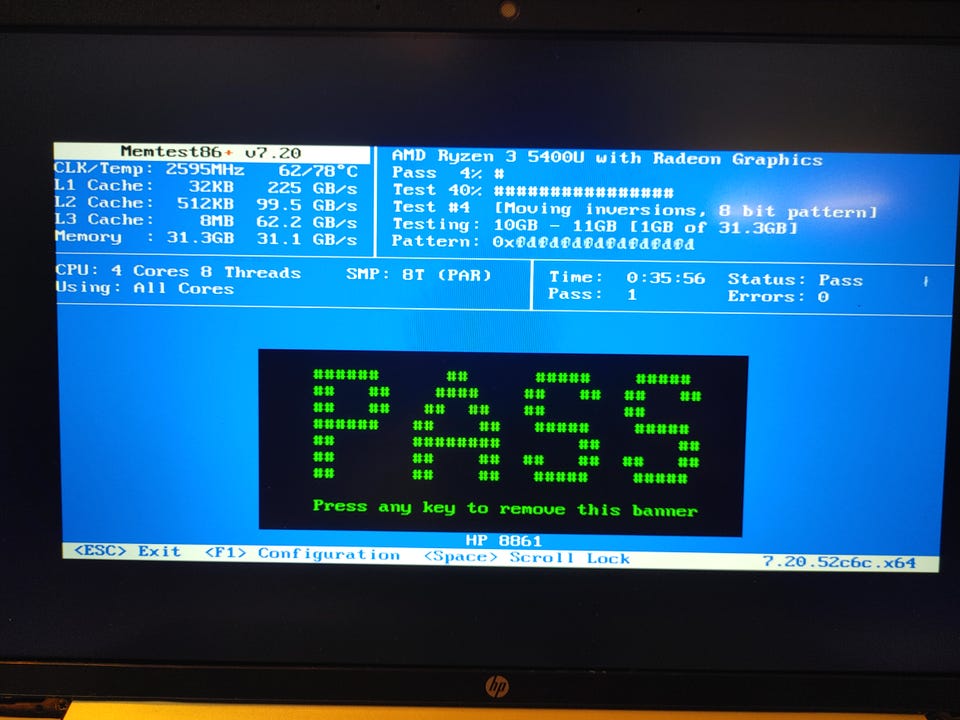 Memtest86+ v7.20
CLK/Temp: 2595MHz 62/78°C
L1 Cache: 32KB 225 GB/s
L2 Cache: 512KB 99.5 GB/s
L3 Cache: 8MB 62.2 GB/s
Memory : 31.3GB 31.1 GB/s
AMD Ryzen 3 5400U with Radeon Graphics
Pass 4% #
Test 40% ################
Test #4 [Moving inversions, 8 bit pattern]
Testing: 10GB - 11GB [1GB of 31.3GB]
Pattern:
CPU: 4 Cores 8 Threads SMP: 8T (PAR)
Using: All Cores
Time: 0:35:56 Status: Pass
Pass: 1 Errors: 0
PASS
Press any key to remove this banner
HP 8861
<ESC> Exit <F1> Configuration <Space> Scroll Lock 7.20.52c6c.x64
hp